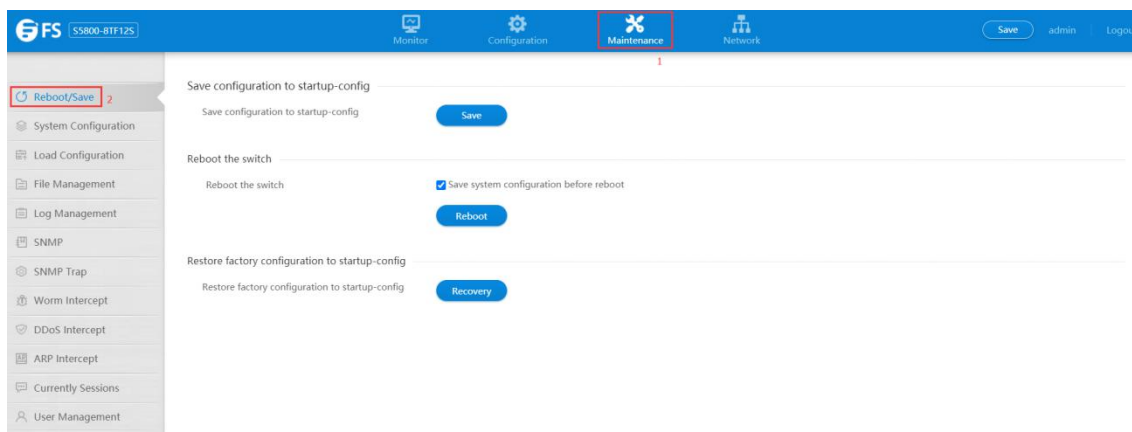 FS S5800-8TF12S
Monitor
Configuration
Maintenance
Network
Save
admin
Logou
1
Reboot/Save 2
System Configuration
Load Configuration
File Management
Log Management
SNMP
SNMP Trap
Worm Intercept
DDoS Intercept
ARP Intercept
Currently Sessions
User Management
Save configuration to startup-config
Save configuration to startup-config
Save
Reboot the switch
Reboot the switch
Save system configuration before reboot
Reboot
Restore factory configuration to startup-config
Restore factory configuration to startup-config
Recovery